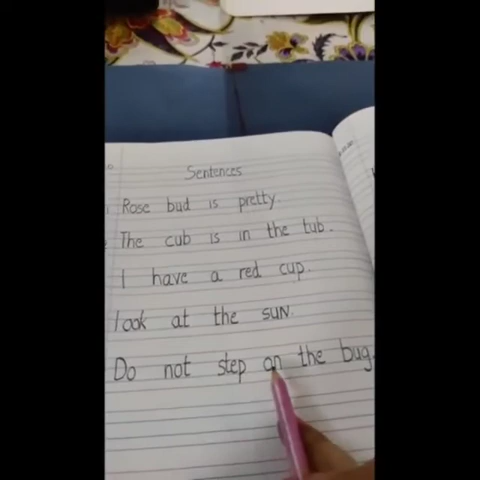 Sentences
Rose bud is pretty.
The cub is in the tub.
I have a red cup.
look at the SUN.
Do not step on the bug.